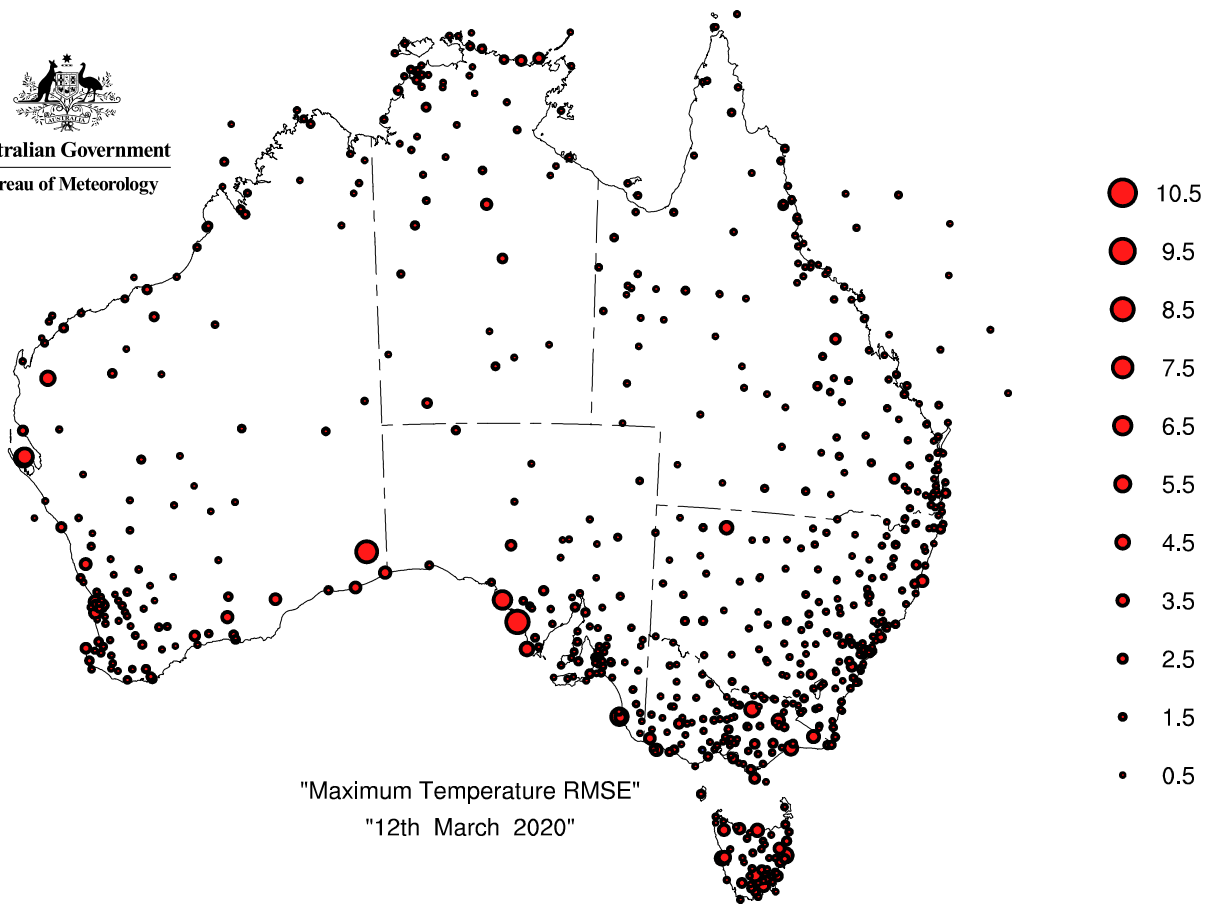 AUSTRALIA
tralian Government
reau of Meteorology
10.5
9.5
8.5
7.5
6.5
5.5
4.5
3.5
2.5
1.5
0.5
"Maximum Temperature RMSE"
"12th March 2020"